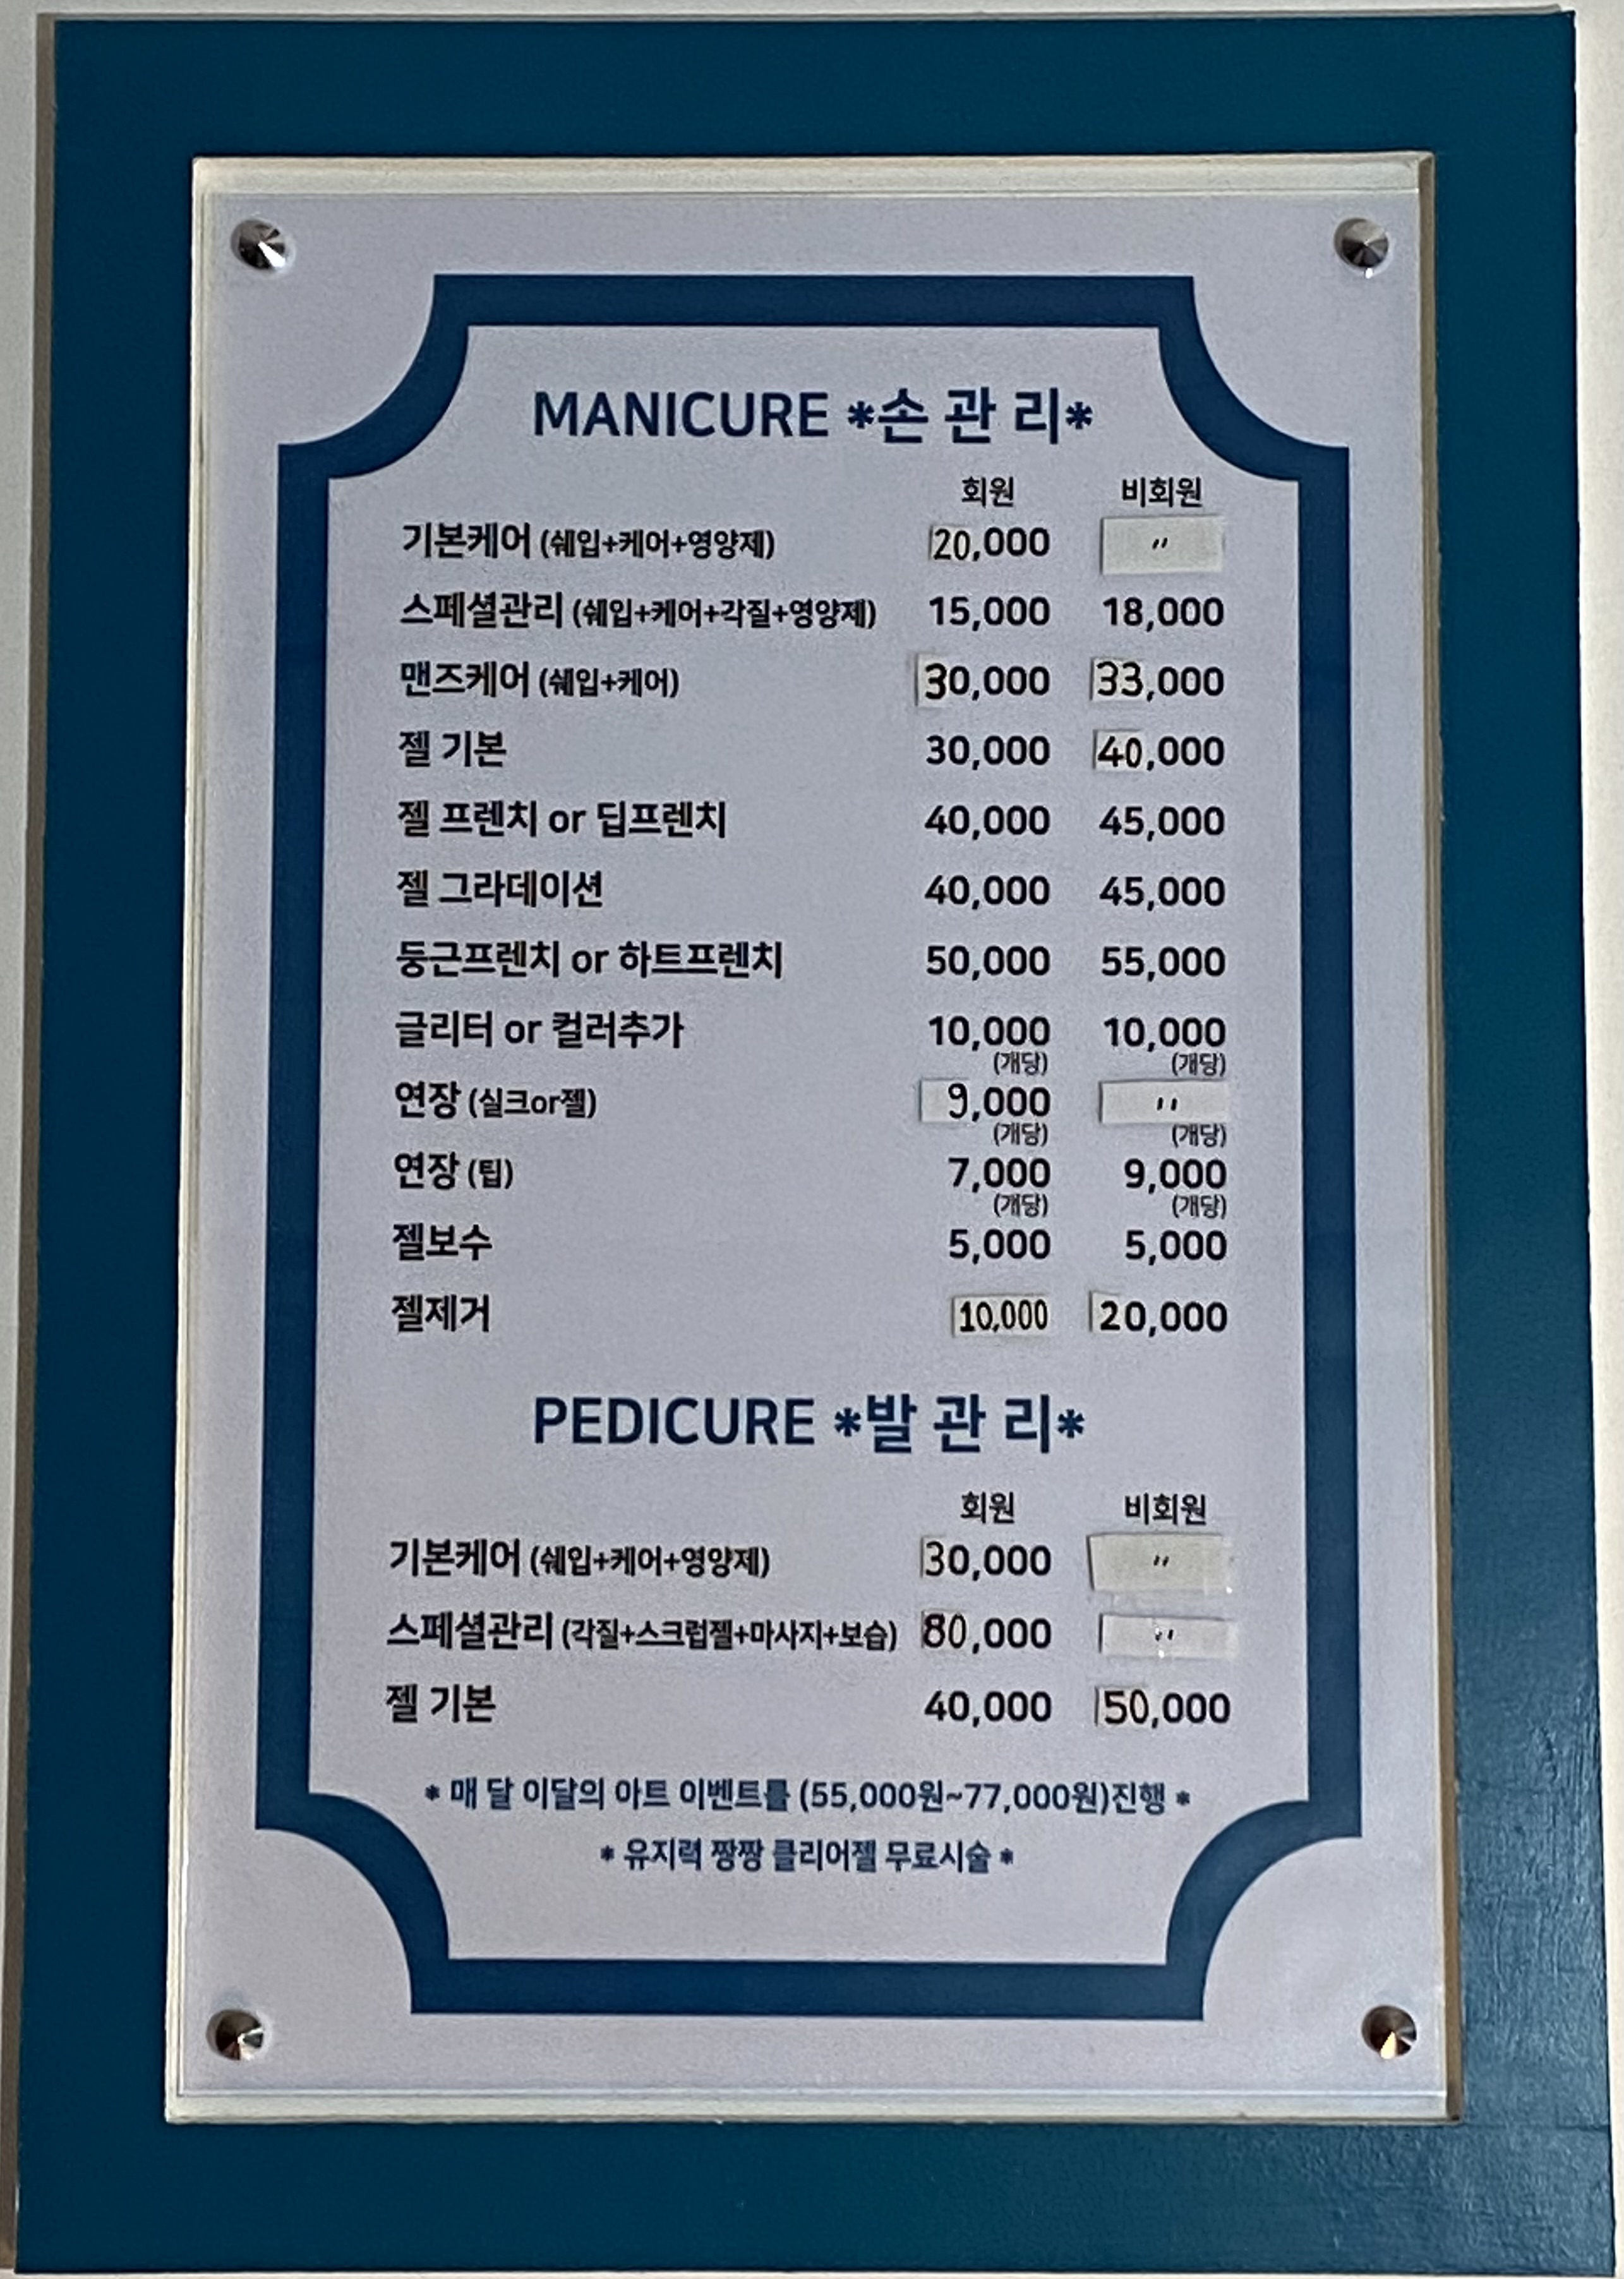 MANICURE *손 관 리*
회원 비회원
기본케어 (쉐입+케어+영양제) 20,000 〃
스페셜관리 (쉐입+케어+각질+영양제) 15,000 18,000
맨즈케어 (쉐입+케어) 30,000 33,000
젤 기본 30,000 40,000
젤 프렌치 or 딥프렌치 40,000 45,000
젤 그라데이션 40,000 45,000
둥근프렌치 or 하트프렌치 50,000 55,000
글리터 or 컬러추가 10,000 10,000
(개당) (개당)
연장 (실크or젤) 9,000 〃
(개당) (개당)
연장 (팁) 7,000 9,000
(개당) (개당)
젤보수 5,000 5,000
젤제거 10,000 20,000
PEDICURE *발 관 리*
회원 비회원
기본케어 (쉐입+케어+영양제) 30,000 〃
스페셜관리 (각질+스크럽젤+마사지+보습) 80,000 〃
젤 기본 40,000 50,000
* 매 달 이달의 아트 이벤트를 (55,000원~77,000원)진행 *
* 유지력 짱짱 클리어젤 무료시술 *